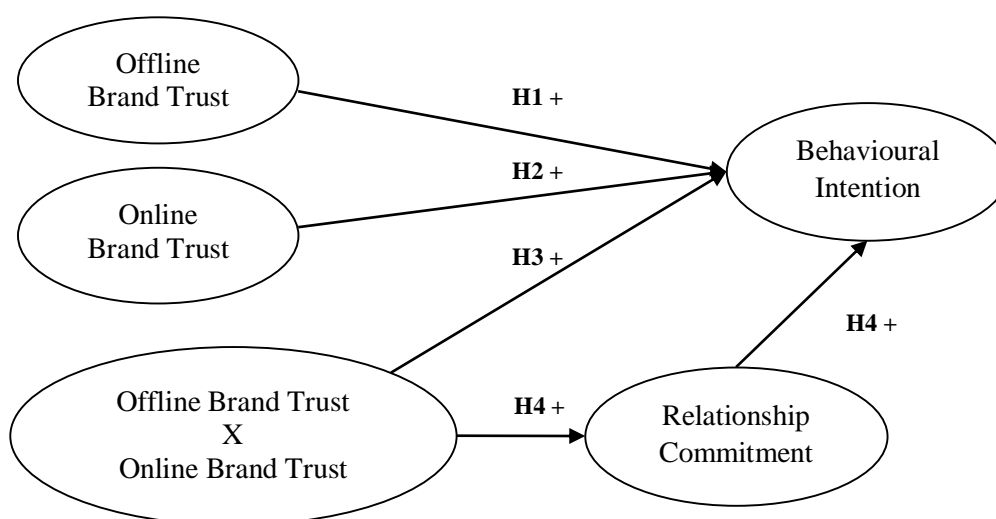 Offline
Brand Trust
H1 +
Behavioural
Intention
H2 +
Online
Brand Trust
H3 +
H4 +
Offline Brand Trust
X
Online Brand Trust
H4 +
Relationship
Commitment